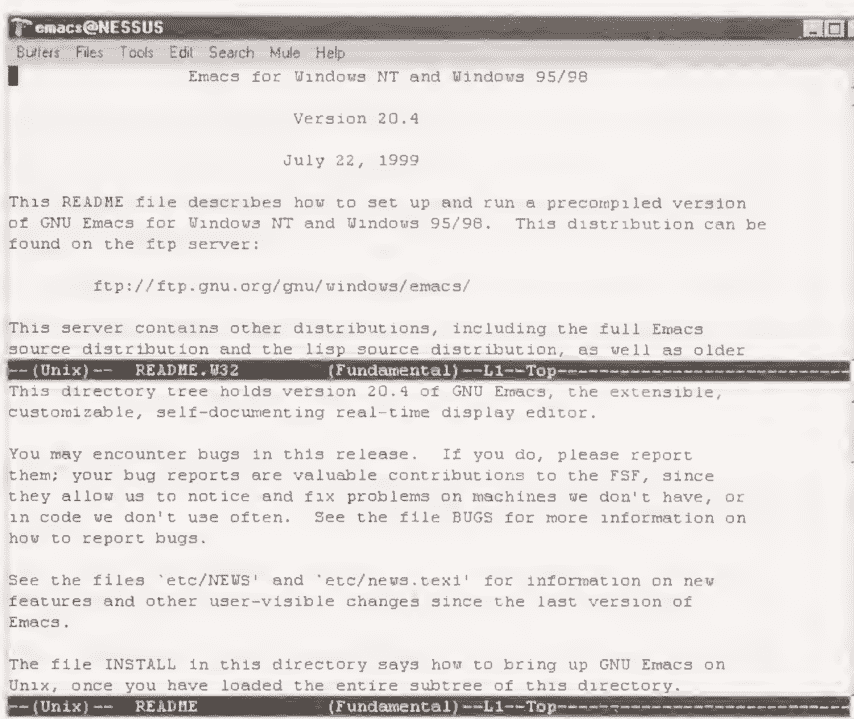 emacs@NESSUS
Buffers Files Tools Edit Search Mule Help
Emacs for Windows NT and Windows 95/98
Version 20.4
July 22, 1999
This README file describes how to set up and run a precompiled version
of GNU Emacs for Windows NT and Windows 95/98.  This distribution can be
found on the ftp server:
ftp://ftp.gnu.org/gnu/windows/emacs/
This server contains other distributions, including the full Emacs
source distribution and the lisp source distribution, as well as older
--(Unix)--  README.W32         (Fundamental)--L1--Top----------------------------
This directory tree holds version 20.4 of GNU Emacs, the extensible,
customizable, self-documenting real-time display editor.
You may encounter bugs in this release.  If you do, please report
them; your bug reports are valuable contributions to the FSF, since
they allow us to notice and fix problems on machines we don't have, or
in code we don't use often.  See the file BUGS for more information on
how to report bugs.
See the files `etc/NEWS' and `etc/news.texi' for information on new
features and other user-visible changes since the last version of
Emacs.
The file INSTALL in this directory says how to bring up GNU Emacs on
Unix, once you have loaded the entire subtree of this directory.
--(Unix)--  README             (Fundamental)--L1--Top----------------------------